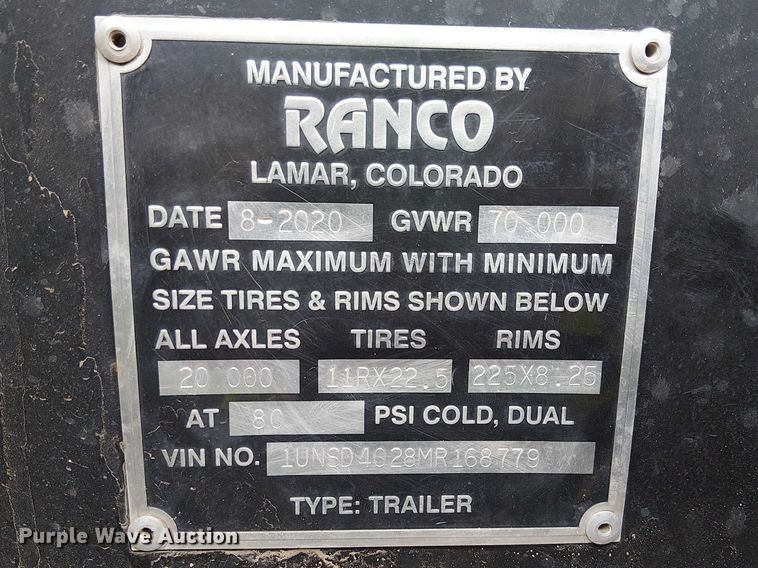 MANUFACTURED BY
RANCO
LAMAR, COLORADO
DATE 8-2020 GVWR 70 000
GAWR MAXIMUM WITH MINIMUM
SIZE TIRES & RIMS SHOWN BELOW
ALL AXLES TIRES RIMS
20 000 11RX22.5 225X8.25
AT 80 PSI COLD, DUAL
VIN NO. 1UNSD4028MR168779
TYPE: TRAILER
Purple Wave Auction